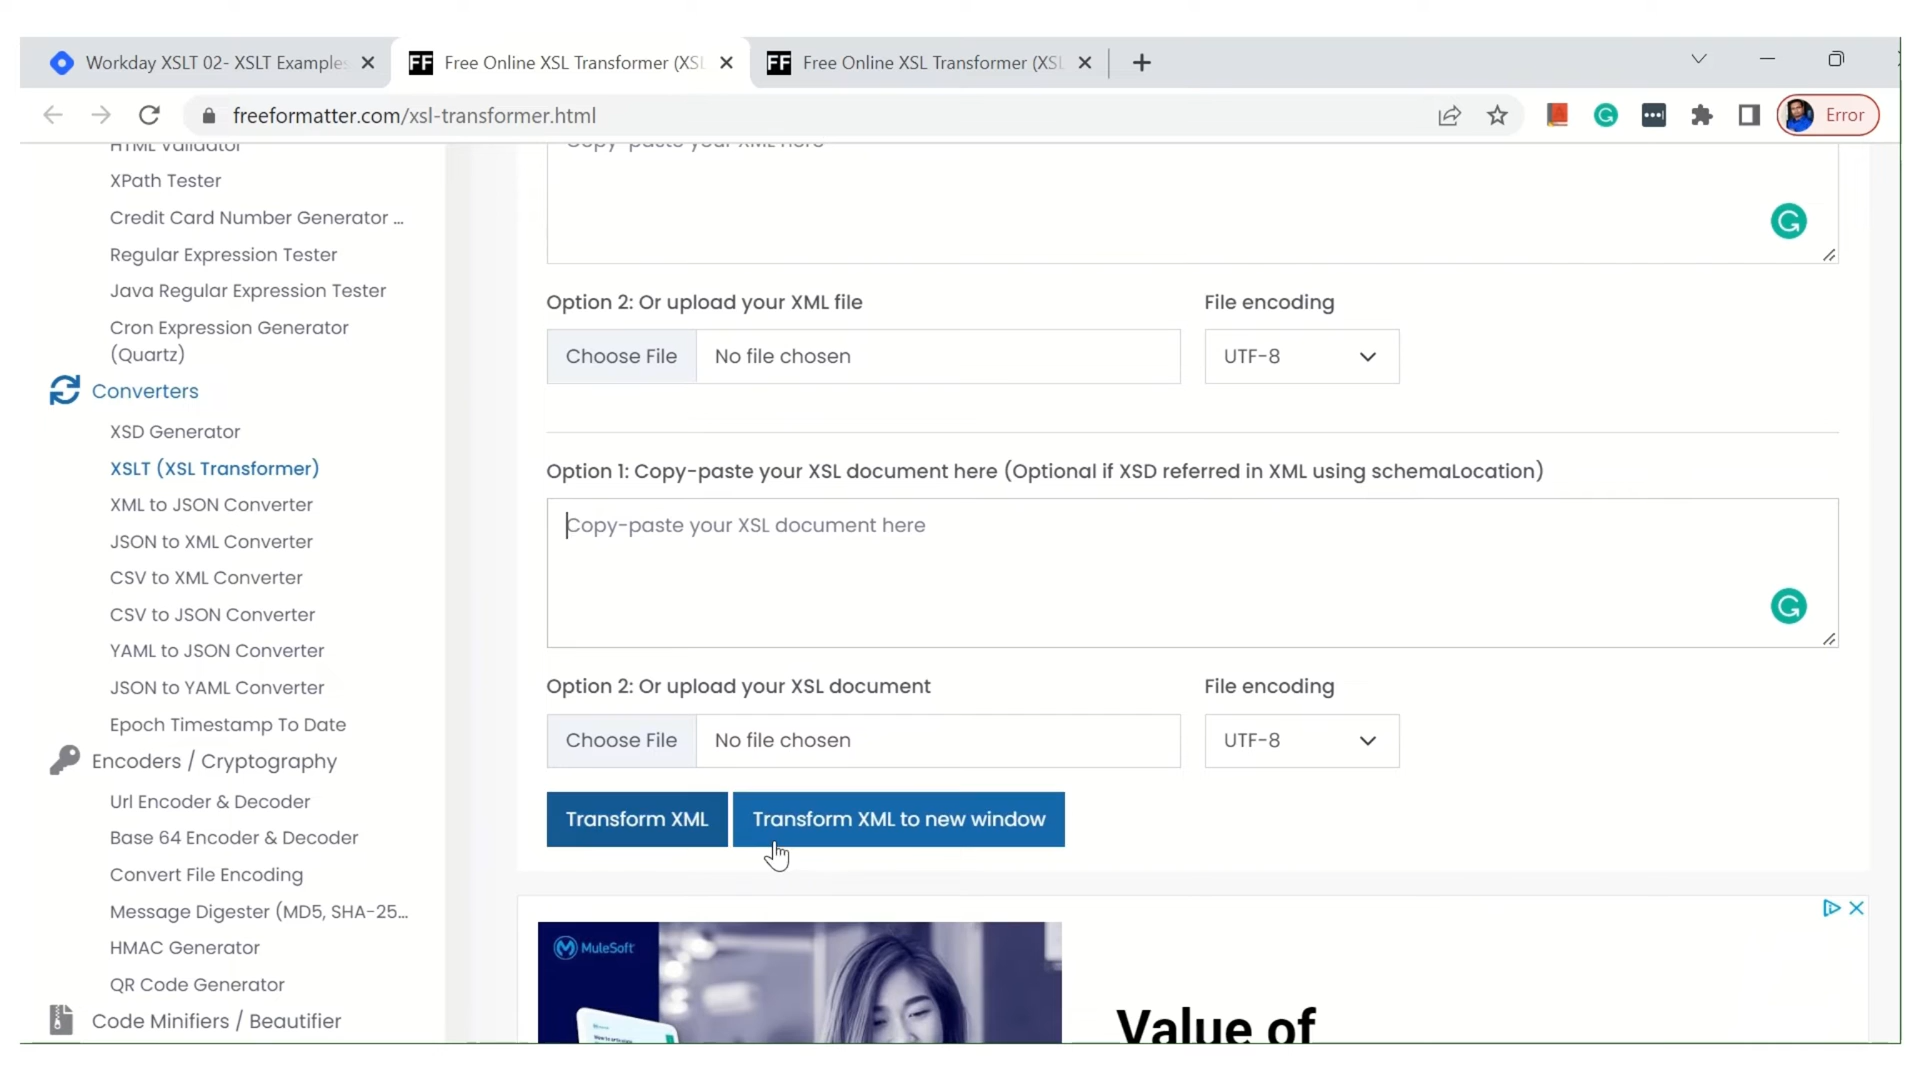 Workday XSLT 02- XSLT Example
Free Online XSL Transformer (XSL
Free Online XSL Transformer (XSL
freeformatter.com/xsl-transformer.html
Error
HTML Validator
XPath Tester
Credit Card Number Generator ...
Regular Expression Tester
Java Regular Expression Tester
Cron Expression Generator
(Quartz)
Converters
XSD Generator
XSLT (XSL Transformer)
XML to JSON Converter
JSON to XML Converter
CSV to XML Converter
CSV to JSON Converter
YAML to JSON Converter
JSON to YAML Converter
Epoch Timestamp To Date
Encoders / Cryptography
Url Encoder & Decoder
Base 64 Encoder & Decoder
Convert File Encoding
Message Digester (MD5, SHA-25...
HMAC Generator
QR Code Generator
Code Minifiers / Beautifier
Copy-paste your XML here
Option 2: Or upload your XML file
File encoding
Choose File
No file chosen
UTF-8
Option 1: Copy-paste your XSL document here (Optional if XSD referred in XML using schemaLocation)
Copy-paste your XSL document here
Option 2: Or upload your XSL document
File encoding
Choose File
No file chosen
UTF-8
Transform XML
Transform XML to new window
MuleSoft
Value of